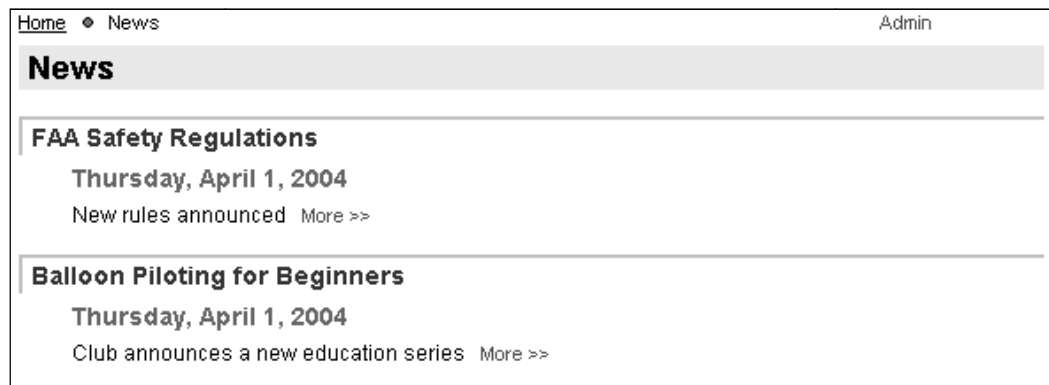 Home • News Admin
News
FAA Safety Regulations
Thursday, April 1, 2004
New rules announced More >>
Balloon Piloting for Beginners
Thursday, April 1, 2004
Club announces a new education series More >>